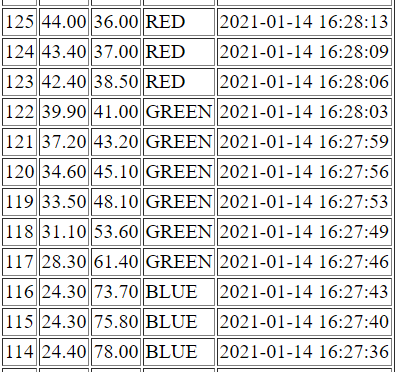 125 44.00 36.00 RED 2021-01-14 16:28:13
124 43.40 37.00 RED 2021-01-14 16:28:09
123 42.40 38.50 RED 2021-01-14 16:28:06
122 39.90 41.00 GREEN 2021-01-14 16:28:03
121 37.20 43.20 GREEN 2021-01-14 16:27:59
120 34.60 45.10 GREEN 2021-01-14 16:27:56
119 33.50 48.10 GREEN 2021-01-14 16:27:53
118 31.10 53.60 GREEN 2021-01-14 16:27:49
117 28.30 61.40 GREEN 2021-01-14 16:27:46
116 24.30 73.70 BLUE 2021-01-14 16:27:43
115 24.30 75.80 BLUE 2021-01-14 16:27:40
114 24.40 78.00 BLUE 2021-01-14 16:27:36